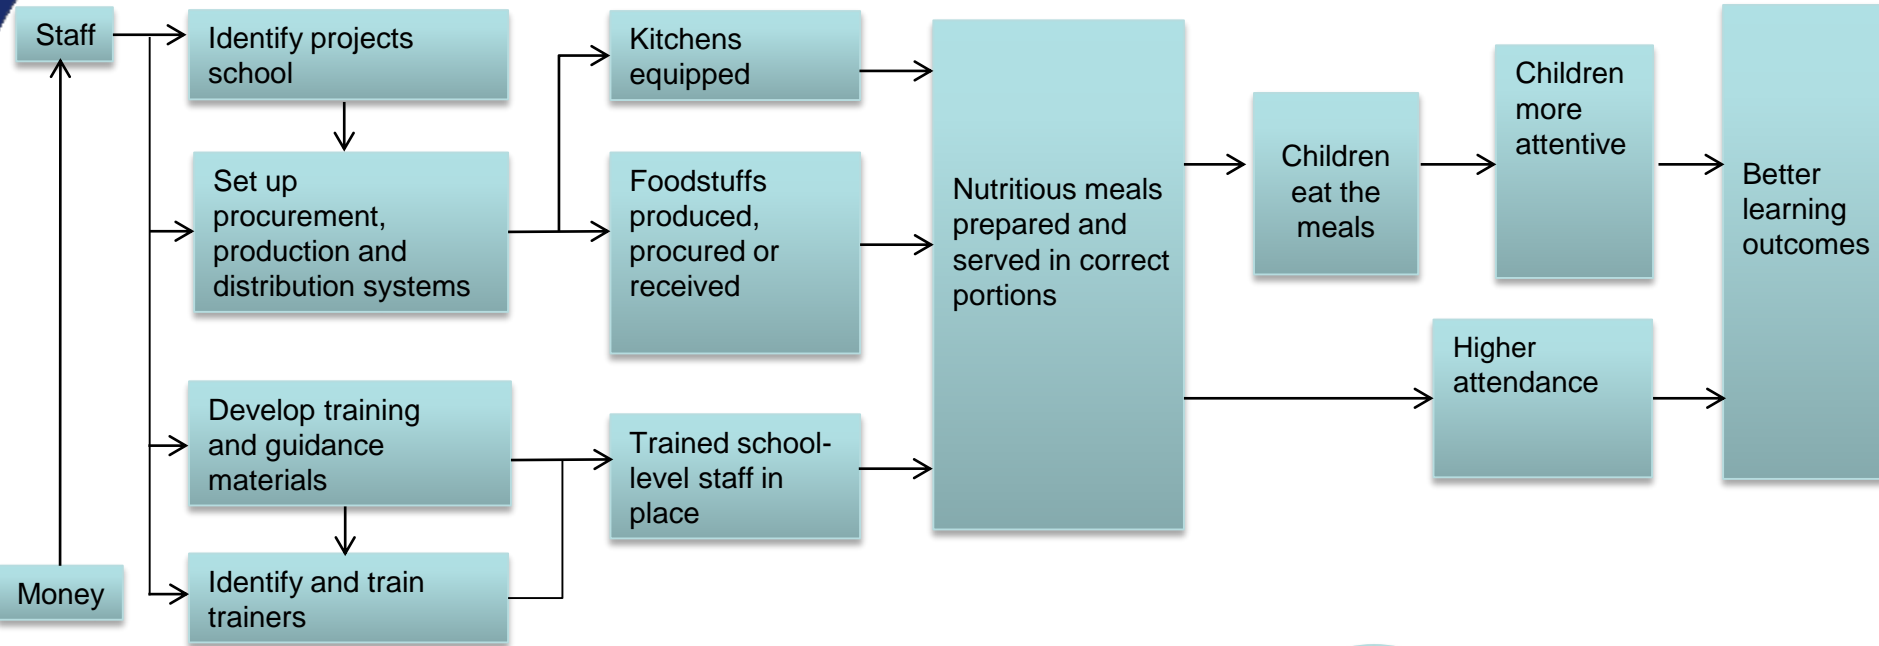 Staff
Identify projects
school
Set up
procurement,
production and
distribution systems
Develop training
and guidance
materials
Identify and train
trainers
Money
Kitchens
equipped
Foodstuffs
produced,
procured or
received
Trained school-
level staff in
place
Nutritious meals
prepared and
served in correct
portions
Children
eat the
meals
Children
more
attentive
Higher
attendance
Better
learning
outcomes